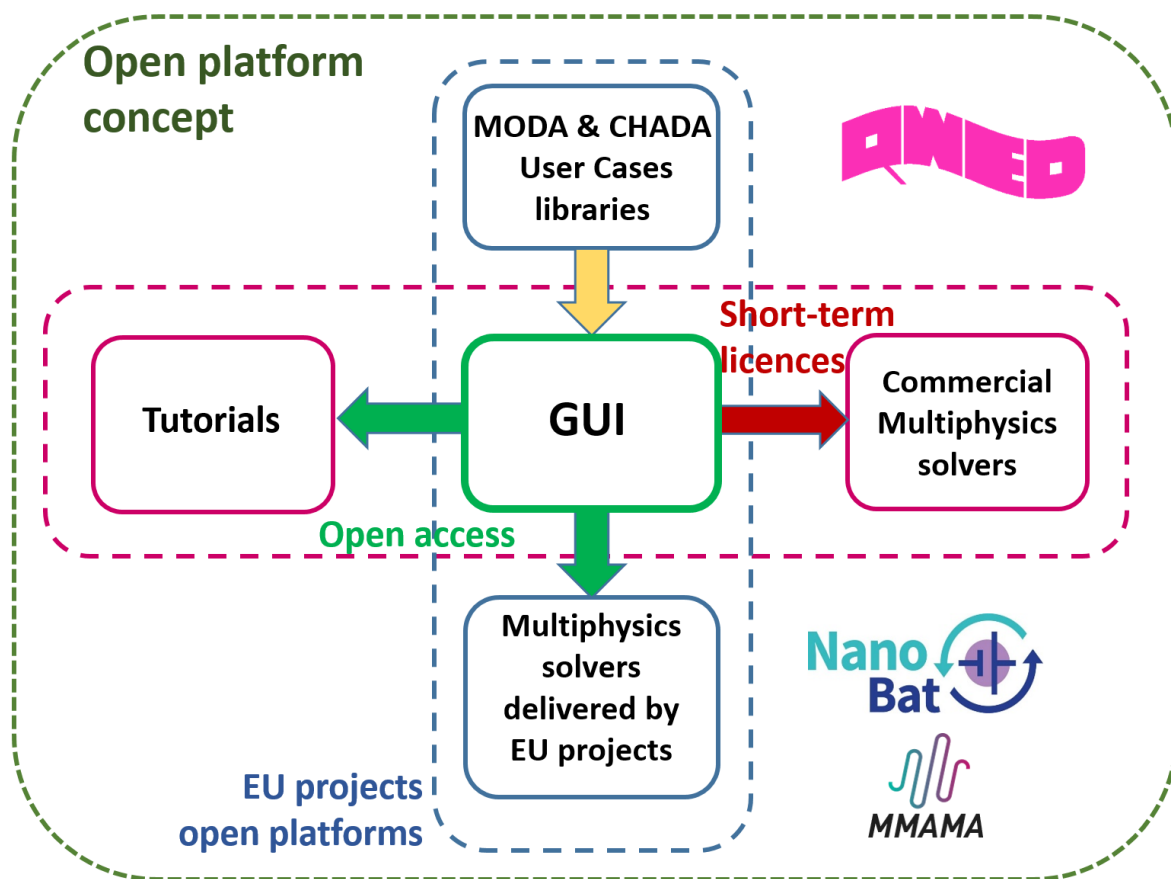 Open platform
concept
MODA & CHADA
User Cases
libraries
QWED
Short-term
licences
Tutorials
GUI
Commercial
Multiphysics
solvers
Open access
Multiphysics
solvers
delivered by
EU projects
Nano
Bat
EU projects
open platforms
MMAMA